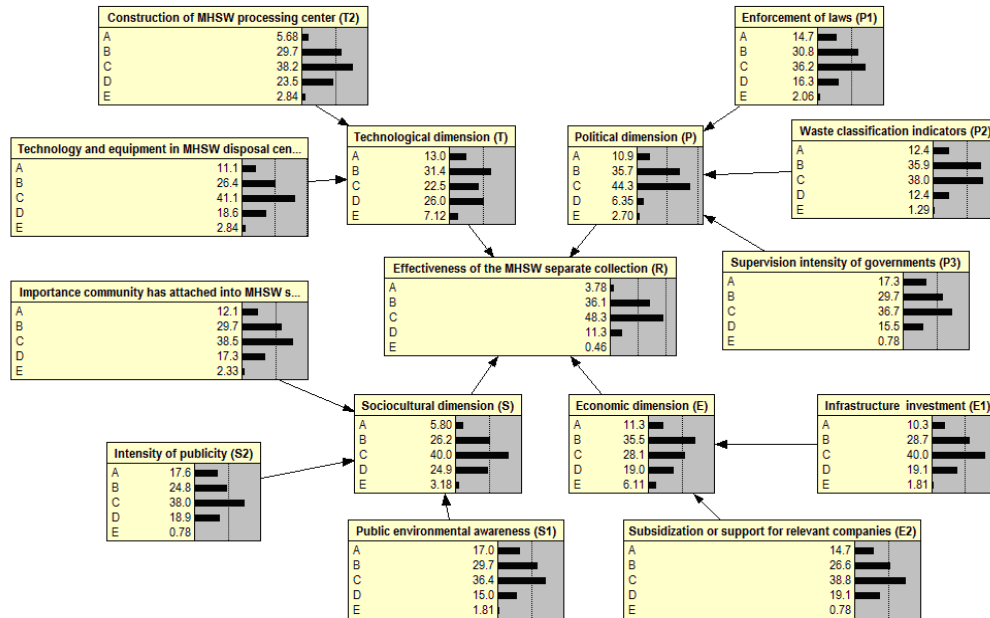 Construction of MHSW processing center (T2)
A 5.68
B 29.7
C 38.2
D 23.5
E 2.84
Enforcement of laws (P1)
A 14.7
B 30.8
C 36.2
D 16.3
E 2.06
Technology and equipment in MHSW disposal cen...
A 11.1
B 26.4
C 41.1
D 18.6
E 2.84
Technological dimension (T)
A 13.0
B 31.4
C 22.5
D 26.0
E 7.12
Political dimension (P)
A 10.9
B 35.7
C 44.3
D 6.35
E 2.70
Waste classification indicators (P2)
A 12.4
B 35.9
C 38.0
D 12.4
E 1.29
Importance community has attached into MHSW s...
A 12.1
B 29.7
C 38.5
D 17.3
E 2.33
Effectiveness of the MHSW separate collection (R)
A 3.78
B 36.1
C 48.3
D 11.3
E 0.46
Supervision intensity of governments (P3)
A 17.3
B 29.7
C 36.7
D 15.5
E 0.78
Intensity of publicity (S2)
A 17.6
B 24.8
C 38.0
D 18.9
E 0.78
Sociocultural dimension (S)
A 5.80
B 26.2
C 40.0
D 24.9
E 3.18
Economic dimension (E)
A 11.3
B 35.5
C 28.1
D 19.0
E 6.11
Infrastructure investment (E1)
A 10.3
B 28.7
C 40.0
D 19.1
E 1.81
Public environmental awareness (S1)
A 17.0
B 29.7
C 36.4
D 15.0
E 1.81
Subsidization or support for relevant companies (E2)
A 14.7
B 26.6
C 38.8
D 19.1
E 0.78